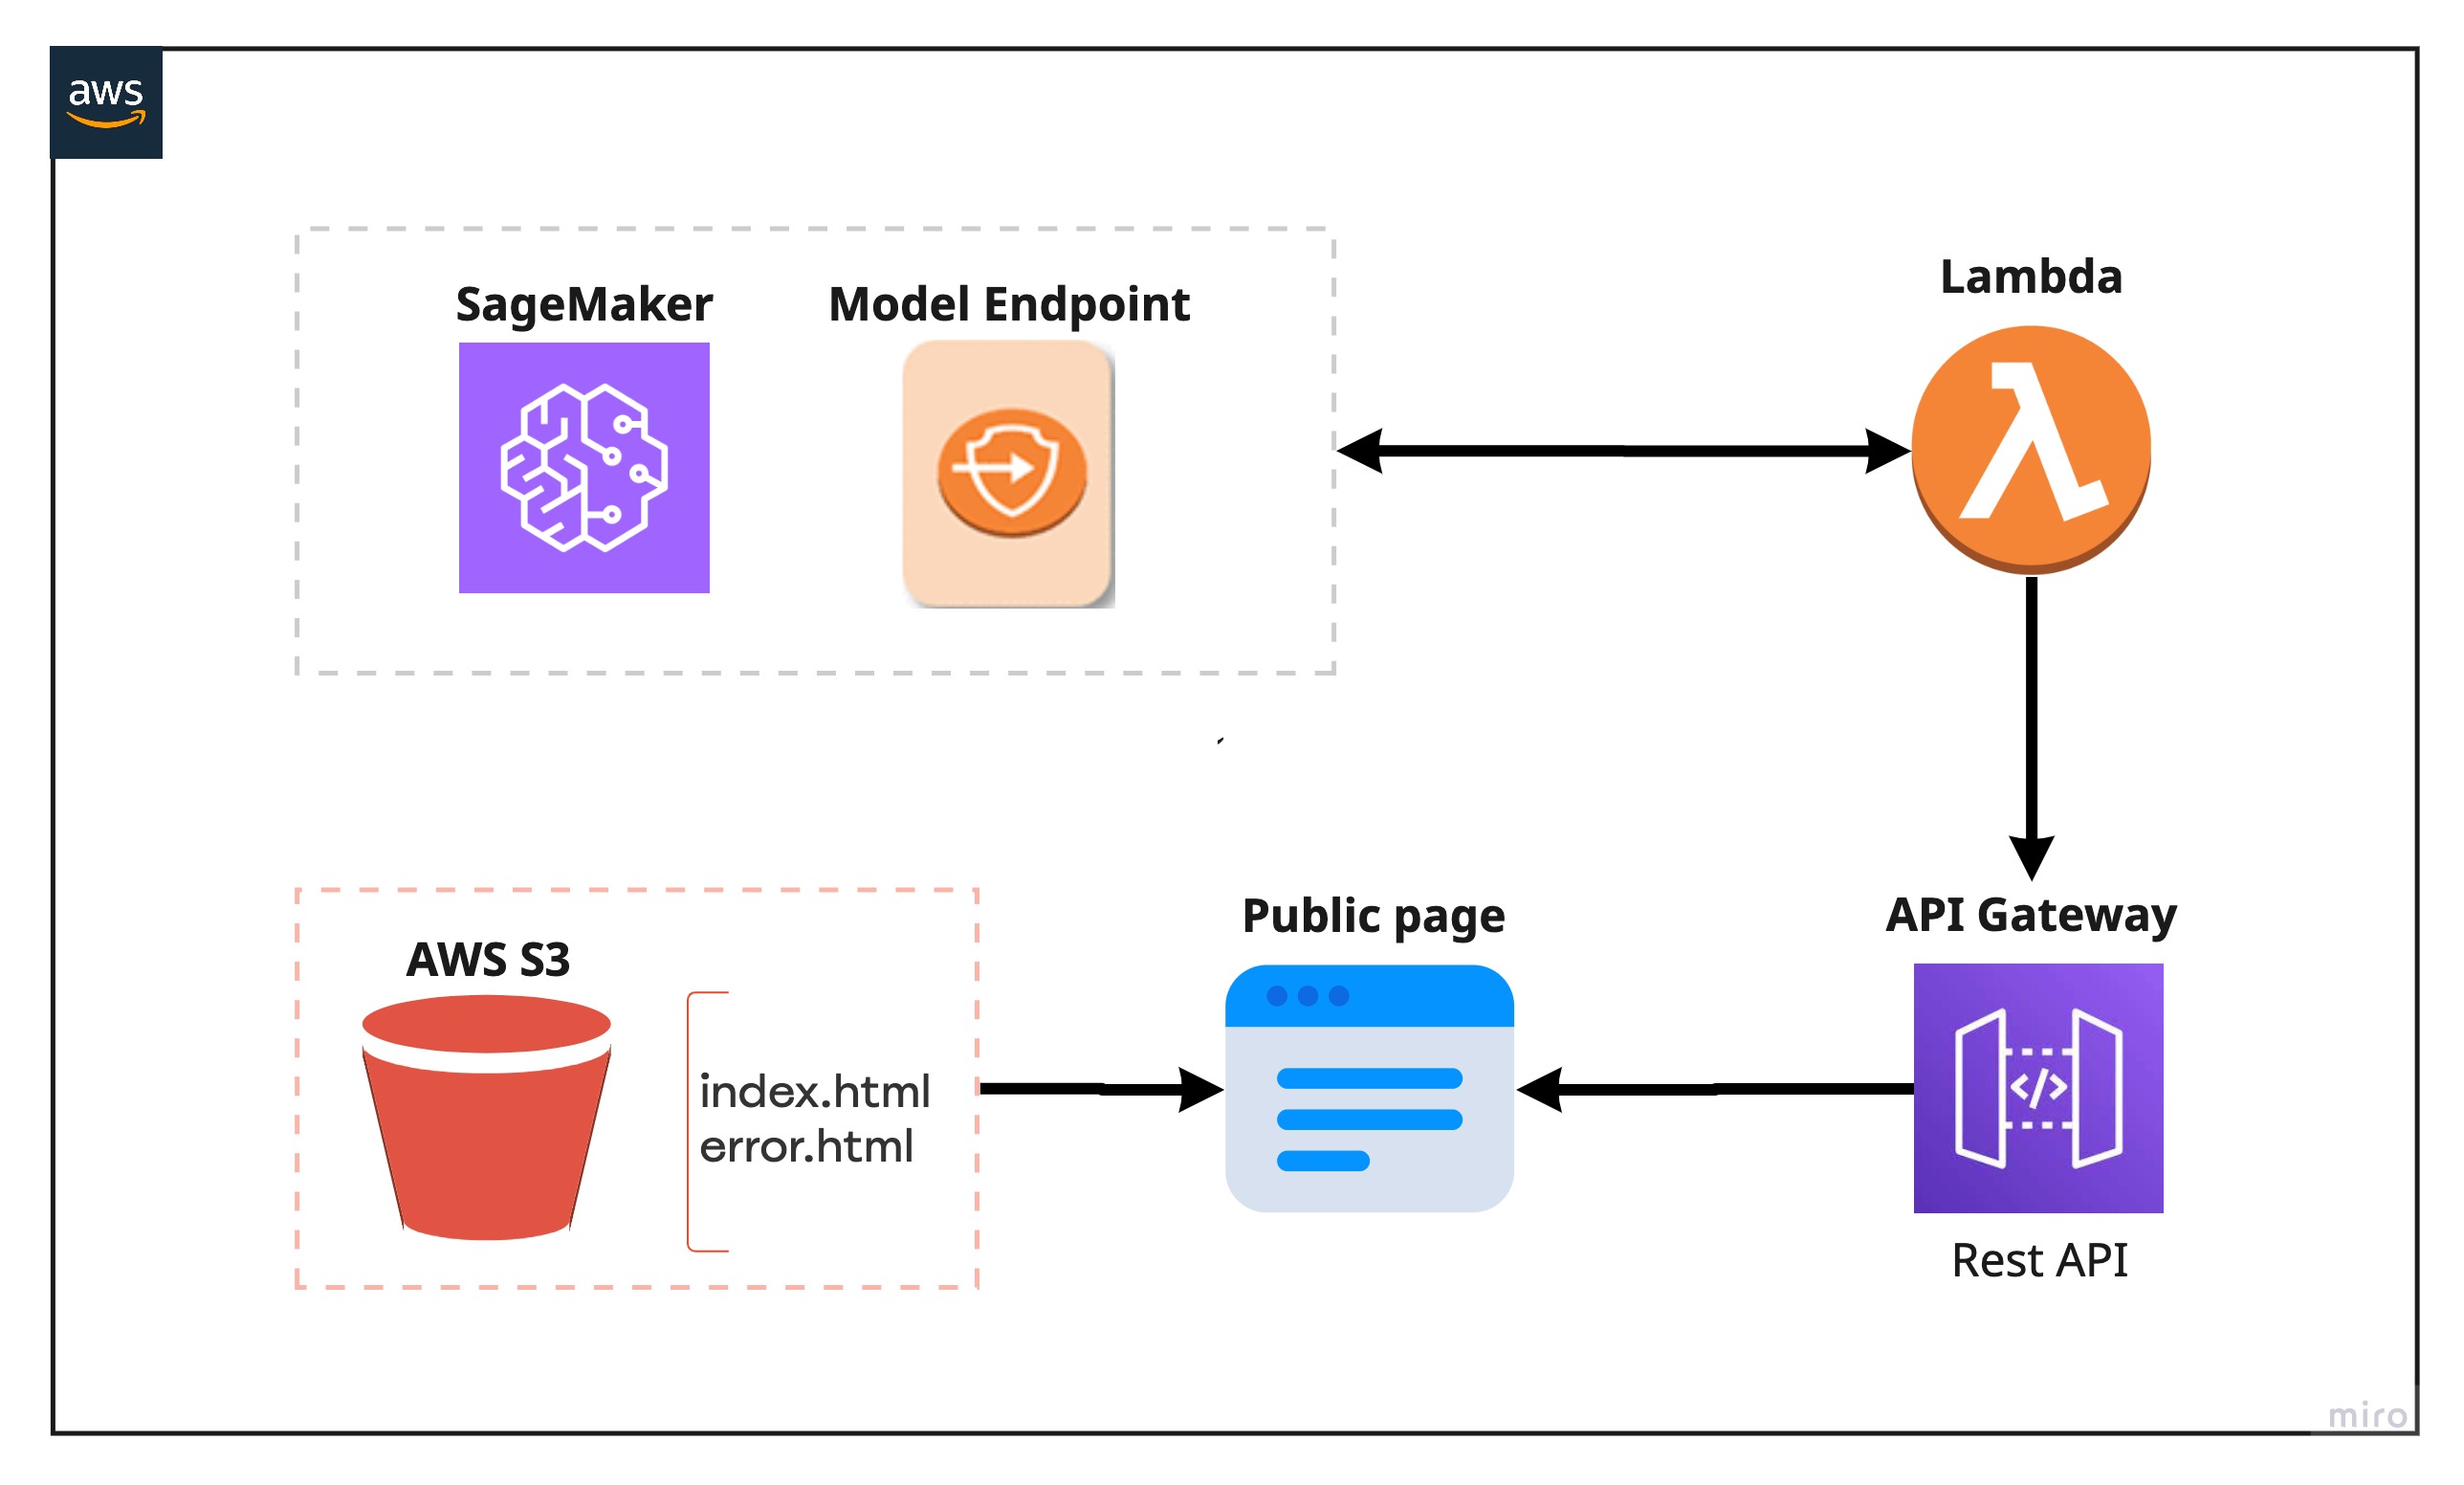 aws
SageMaker
Model Endpoint
Lambda
AWS S3
index.html
error.html
Public page
API Gateway
Rest API
miro